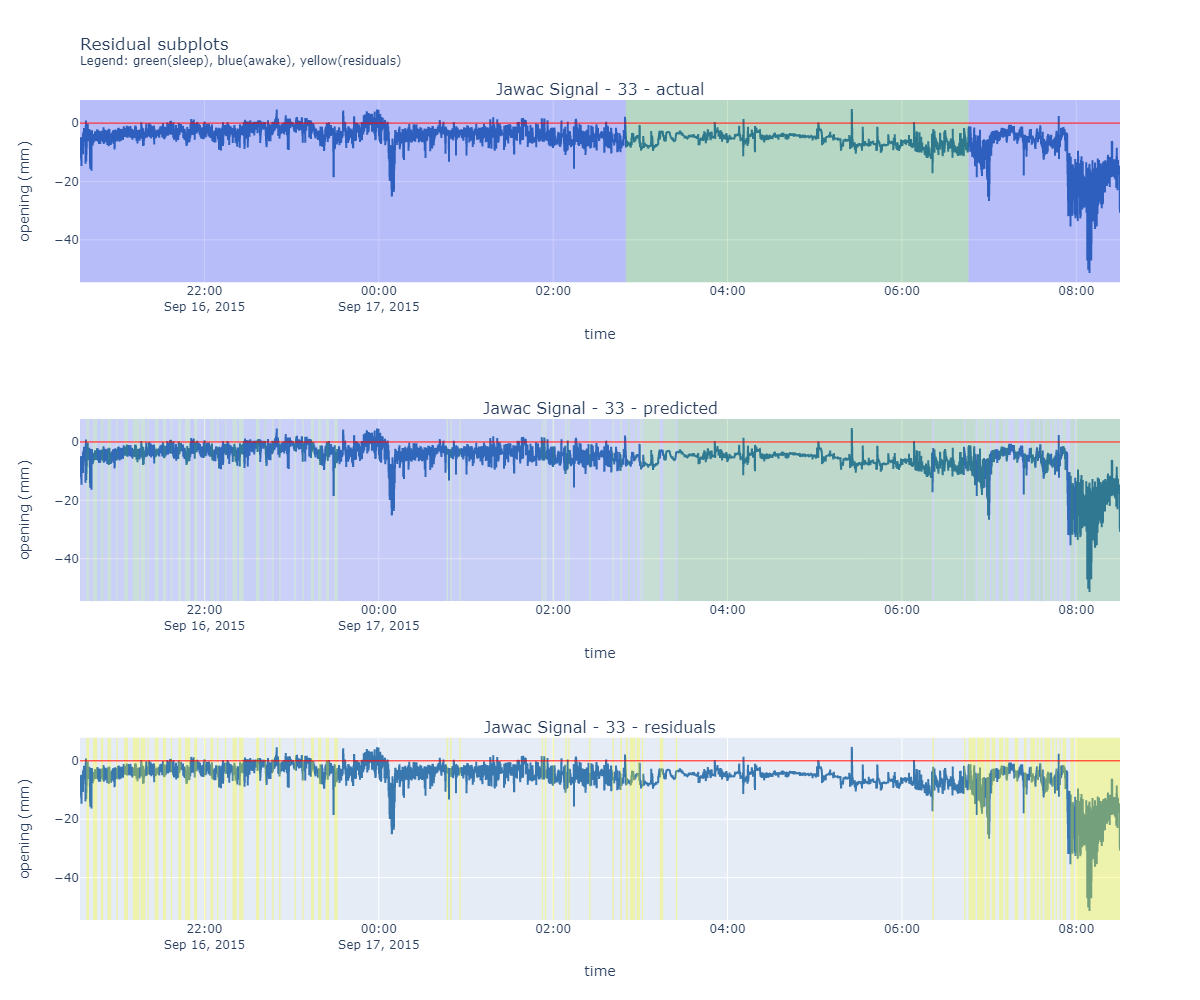 Residual subplots
Legend: green(sleep), blue(awake), yellow(residuals)
Jawac Signal - 33 - actual
opening (mm)
0
−20
−40
22:00 00:00 02:00 04:00 06:00 08:00
Sep 16, 2015 Sep 17, 2015
time
Jawac Signal - 33 - predicted
opening (mm)
0
−20
−40
22:00 00:00 02:00 04:00 06:00 08:00
Sep 16, 2015 Sep 17, 2015
time
Jawac Signal - 33 - residuals
opening (mm)
0
−20
−40
22:00 00:00 02:00 04:00 06:00 08:00
Sep 16, 2015 Sep 17, 2015
time